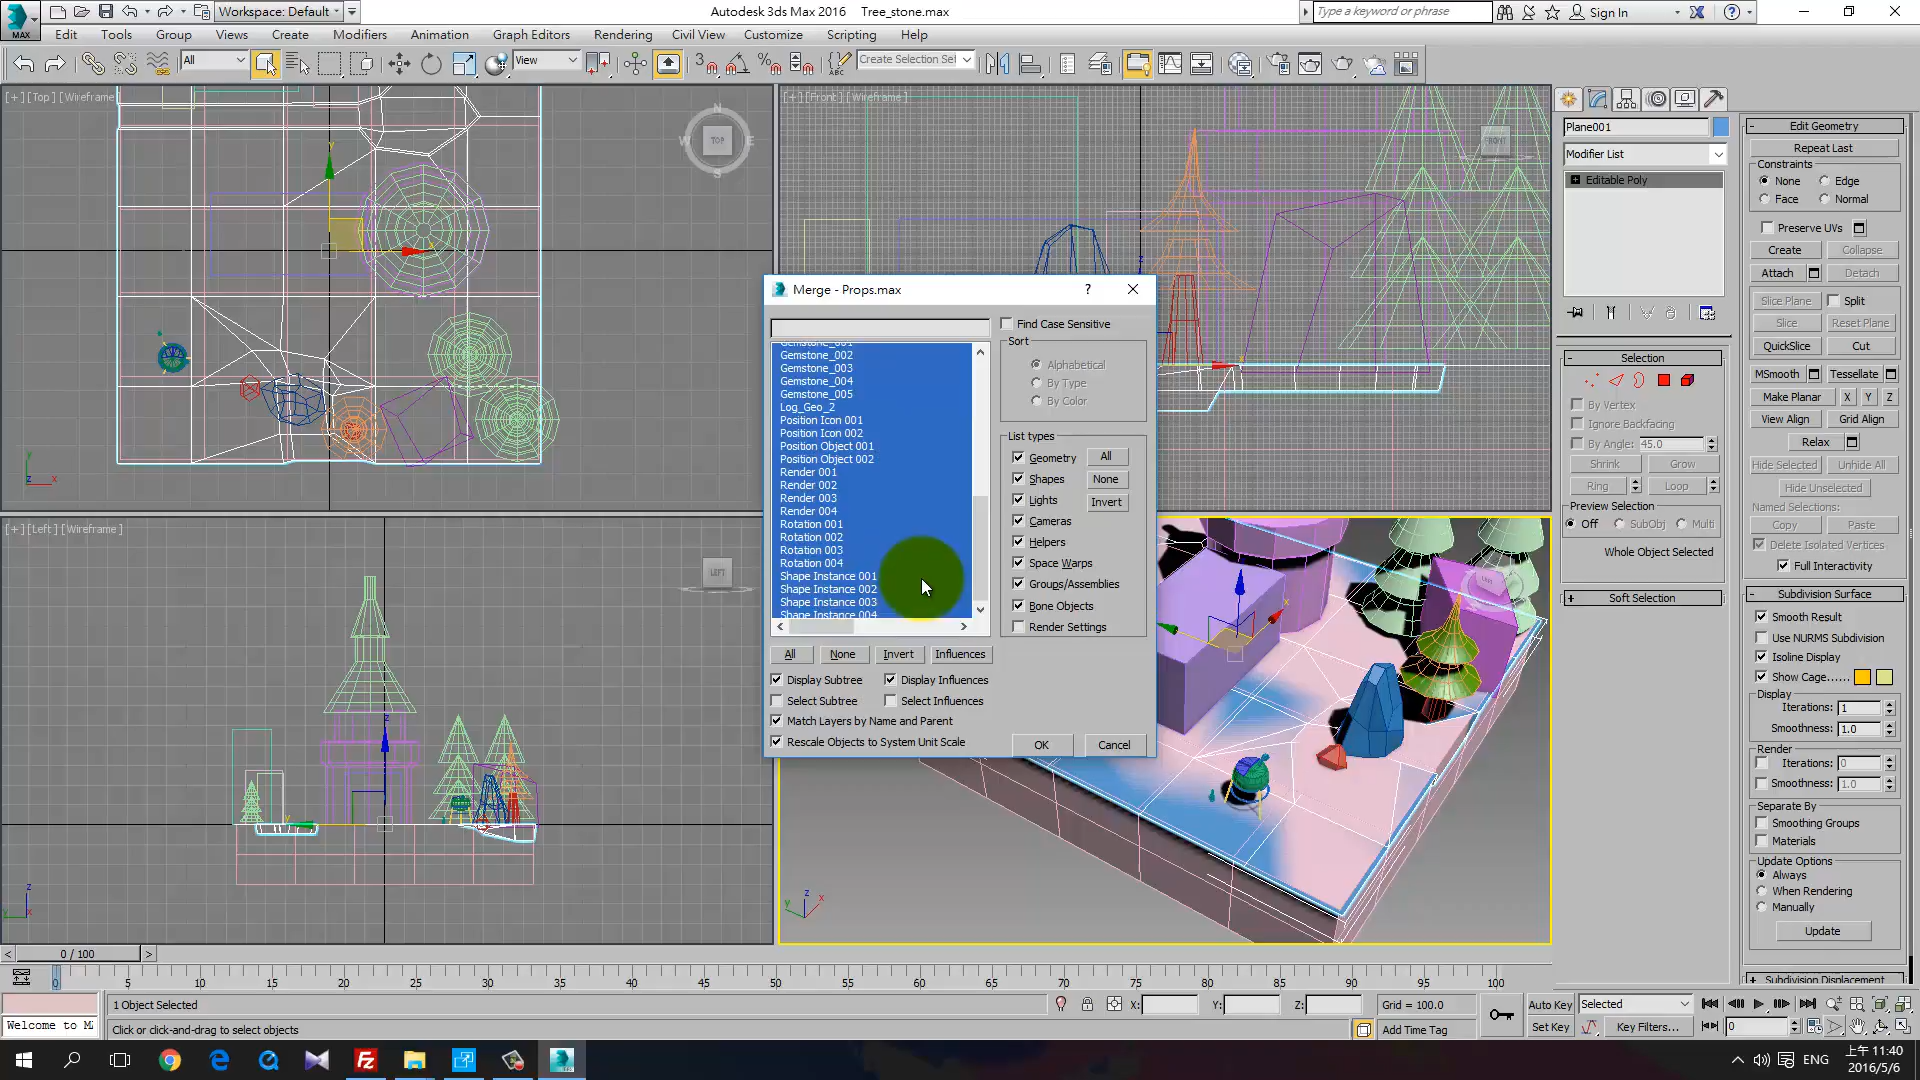 Workspace: Default
Autodesk 3ds Max 2016 Tree_stone.max
Type a keyword or phrase
Sign In
MAX
Edit Tools Group Views Create Modifiers Animation Graph Editors Rendering Civil View Customize Scripting Help
All
View
Create Selection Sel
[+] [Top] [Wireframe]
[+] [Front] [Wireframe]
[+] [Left] [Wireframe]
N
W TOP E
S
FRONT
LEFT
Merge - Props.max
Find Case Sensitive
Sort
Alphabetical
By Type
By Color
Gemstone_001
Gemstone_002
Gemstone_003
Gemstone_004
Gemstone_005
Log_Geo_2
Position Icon 001
Position Icon 002
Position Object 001
Position Object 002
Render 001
Render 002
Render 003
Render 004
Rotation 001
Rotation 002
Rotation 003
Rotation 004
Shape Instance 001
Shape Instance 002
Shape Instance 003
Shape Instance 004
List types
Geometry All
Shapes None
Lights Invert
Cameras
Helpers
Space Warps
Groups/Assemblies
Bone Objects
Render Settings
All None Invert Influences
Display Subtree Display Influences
Select Subtree Select Influences
Match Layers by Name and Parent
Rescale Objects to System Unit Scale
OK Cancel
Plane001
Modifier List
Editable Poly
Selection
By Vertex
Ignore Backfacing
By Angle: 45.0
Shrink Grow
Ring Loop
Preview Selection
Off SubObj Multi
Whole Object Selected
Soft Selection
Edit Geometry
Repeat Last
Constraints
None Edge
Face Normal
Preserve UVs
Create Collapse
Attach Detach
Slice Plane Split
Slice Reset Plane
QuickSlice Cut
MSmooth Tessellate
Make Planar X Y Z
View Align Grid Align
Relax
Hide Selected Unhide All
Hide Unselected
Named Selections:
Copy Paste
Delete Isolated Vertices
Full Interactivity
Subdivision Surface
Smooth Result
Use NURMS Subdivision
Isoline Display
Show Cage......
Display
Iterations: 1
Smoothness: 1.0
Render
Iterations: 0
Smoothness: 1.0
Separate By
Smoothing Groups
Materials
Update Options
Always
When Rendering
Manually
Update
Subdivision Displacement
0 / 100
0 5 10 15 20 25 30 35 40 45 50 55 60 65 70 75 80 85 90 95 100
1 Object Selected
X: Y: Z:
Grid = 100.0
Auto Key Selected
Welcome to M
Click or click-and-drag to select objects
Add Time Tag
Set Key Key Filters...
0
ENG
上午 11:40
2016/5/6